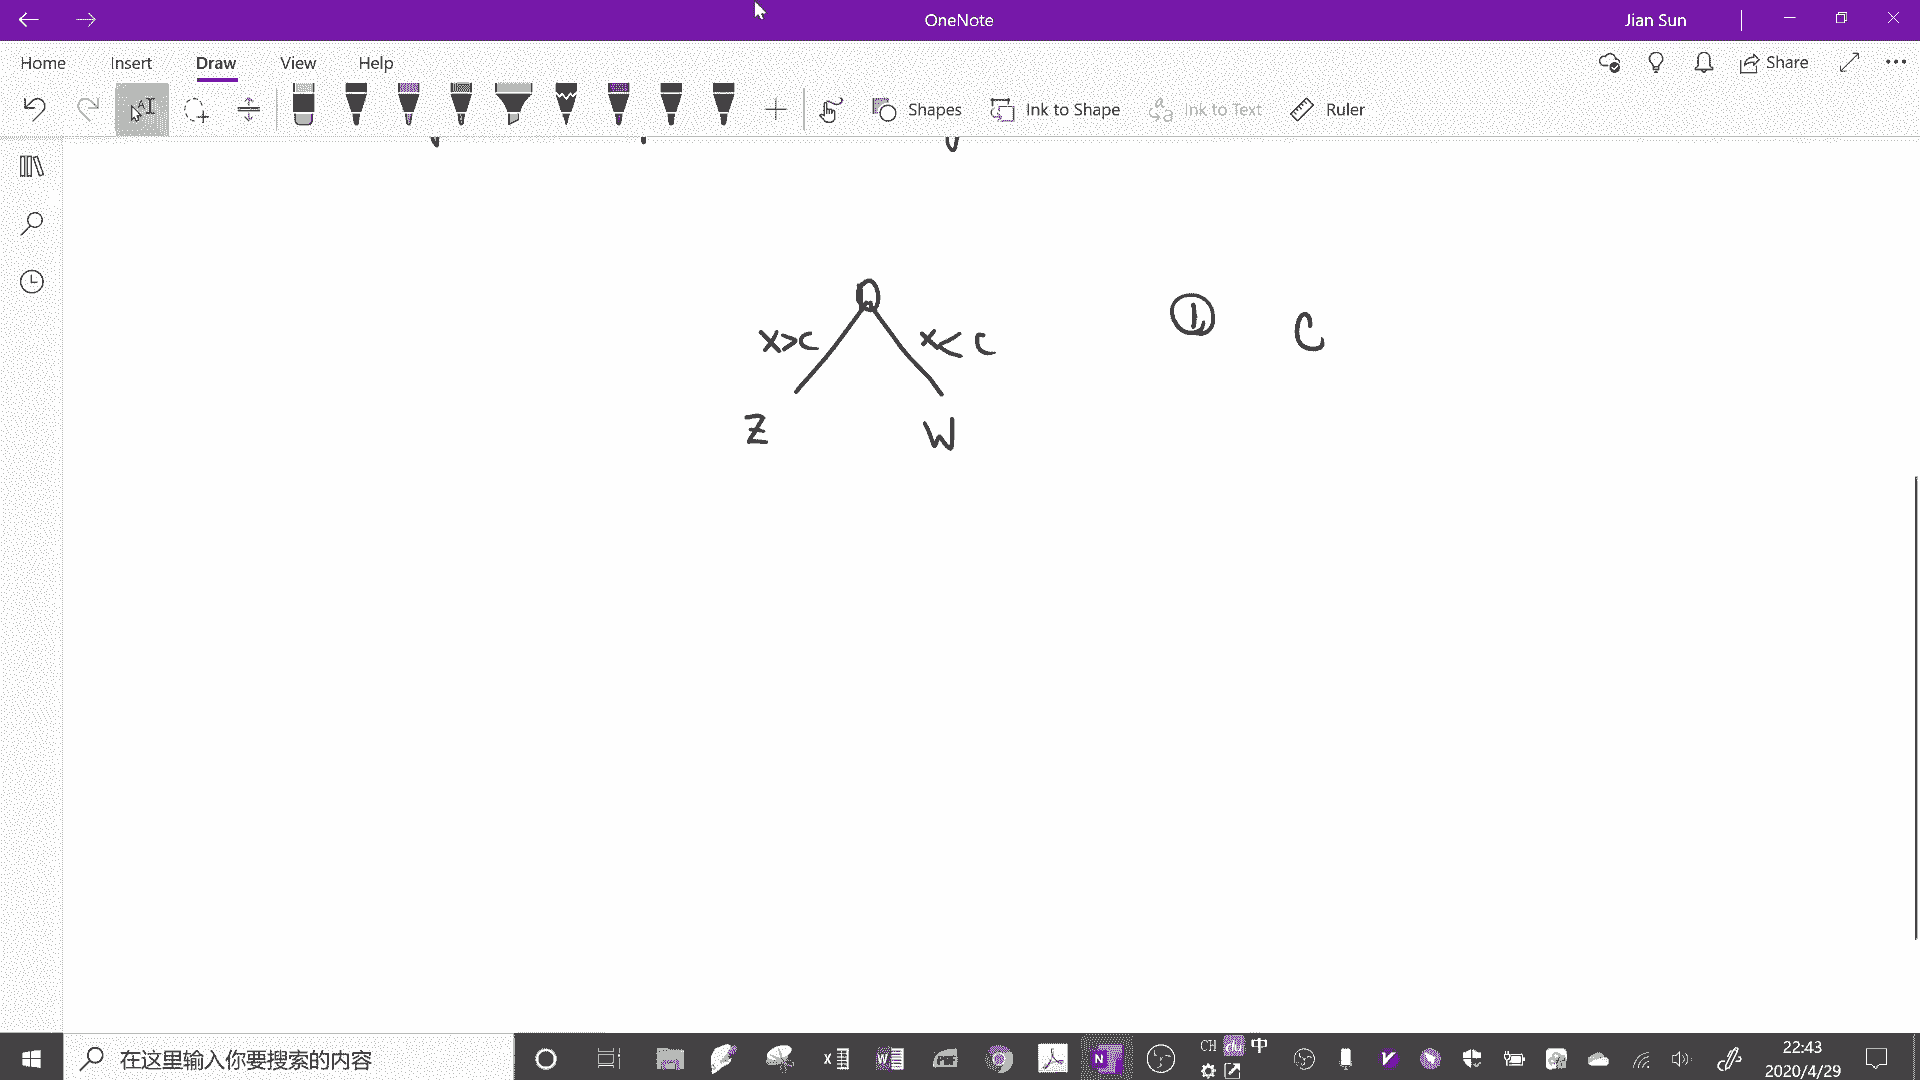 OneNote
Jian Sun
Home Insert Draw View Help
Share
Shapes Ink to Shape Ink to Text Ruler
① C
x>c x< c
Z W
在这里输入你要搜索的内容
CH du 中
22:43
2020/4/29